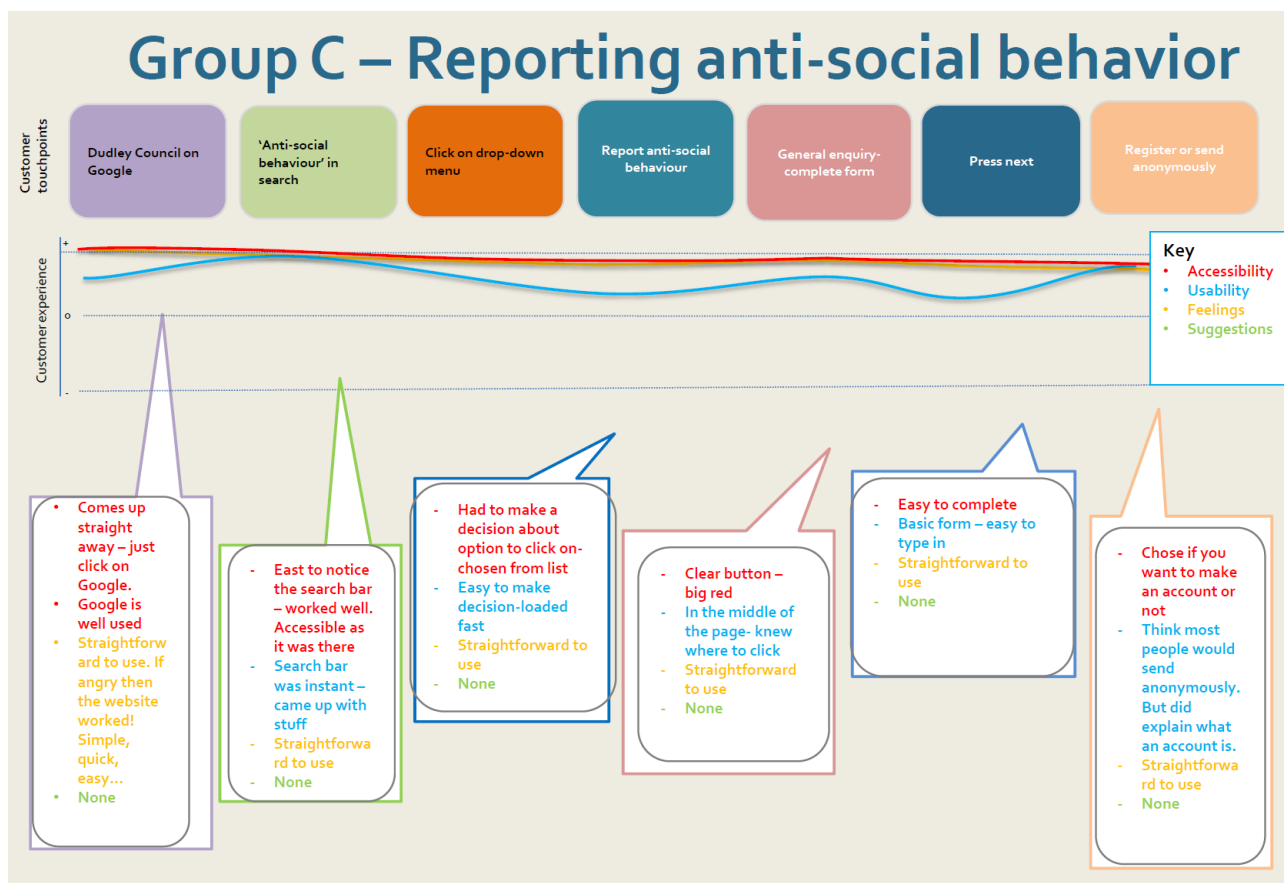 Group C – Reporting anti-social behavior
Customer
touchpoints
Dudley Council on
Google
‘Anti-social
behaviour’ in
search
Click on drop-down
menu
Report anti-social
behaviour
General enquiry-
complete form
Press next
Register or send
anonymously
Customer experience
+
0
-
Key
• Accessibility
• Usability
• Feelings
• Suggestions
• Comes up
straight
away – just
click on
Google.
• Google is
well used
• Straightforw
ard to use. If
angry then
the website
worked!
Simple,
quick,
easy…
• None
- East to notice
the search bar
– worked well.
Accessible as
it was there
- Search bar
was instant –
came up with
stuff
- Straightforwa
rd to use
- None
- Had to make a
decision about
option to click on-
chosen from list
- Easy to make
decision-loaded
fast
- Straightforward to
use
- None
- Clear button –
big red
- In the middle of
the page- knew
where to click
- Straightforward
to use
- None
- Easy to complete
- Basic form – easy to
type in
- Straightforward to
use
- None
- Chose if you
want to make
an account or
not
- Think most
people would
send
anonymously.
But did
explain what
an account is.
- Straightforwa
rd to use
- None